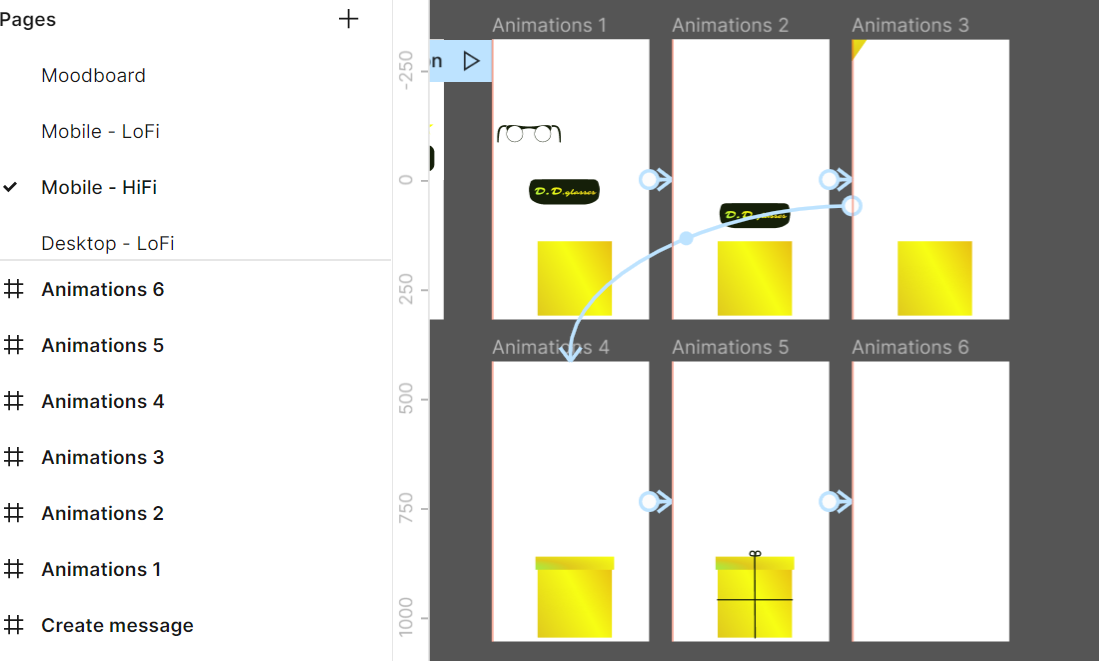 Pages
Moodboard
Mobile - LoFi
Mobile - HiFi
Desktop - LoFi
Animations 6
Animations 5
Animations 4
Animations 3
Animations 2
Animations 1
Create message
-250
0
250
500
750
1000
on
Animations 1
Animations 2
Animations 3
D.D.glasses
D.D.glasses
Animations 4
Animations 5
Animations 6